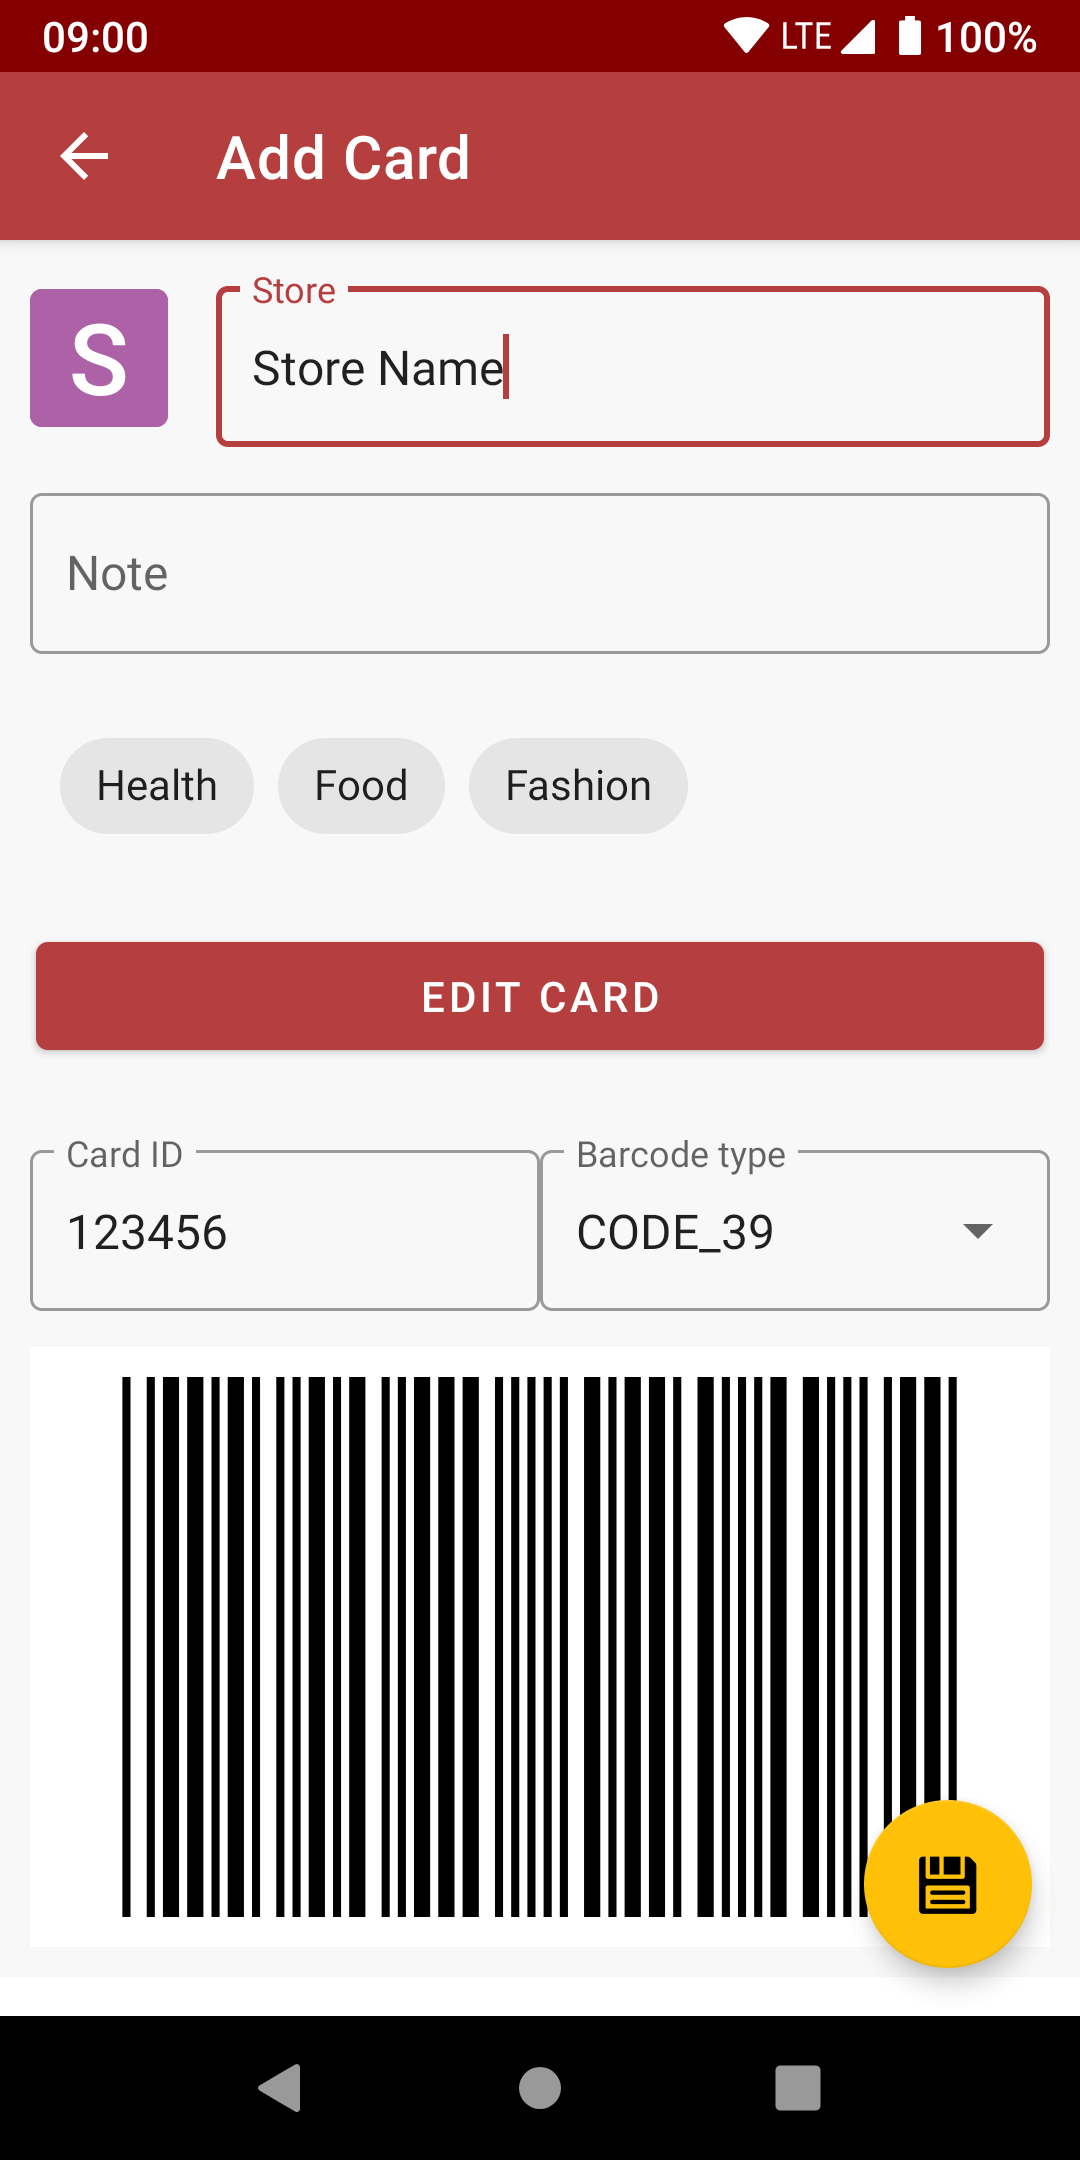 09:00 LTE 100%
Add Card
S
Store
Store Name
Note
Health Food Fashion
EDIT CARD
Card ID Barcode type
123456 CODE_39